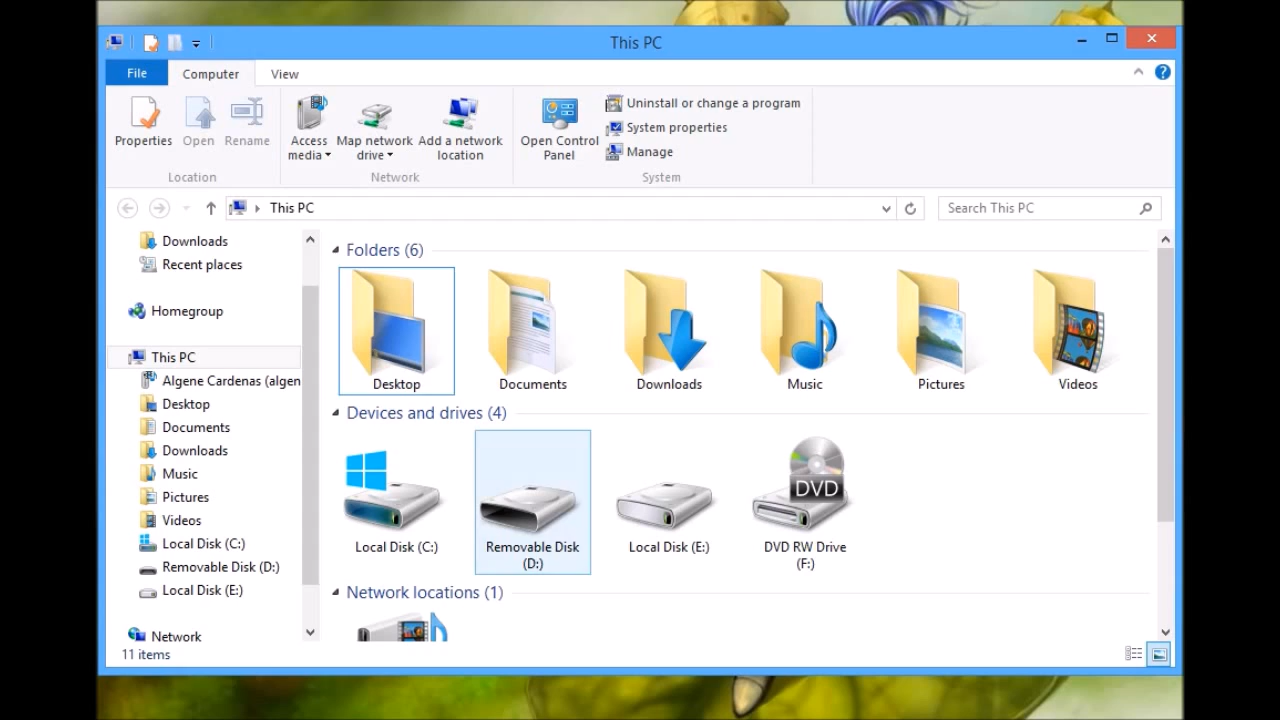 This PC
File
Computer
View
Properties
Open
Rename
Access media
Map network drive
Add a network location
Open Control Panel
Uninstall or change a program
System properties
Manage
Location
Network
System
This PC
Search This PC
Downloads
Recent places
Homegroup
This PC
Algene Cardenas (algen
Desktop
Documents
Downloads
Music
Pictures
Videos
Local Disk (C:)
Removable Disk (D:)
Local Disk (E:)
Network
Folders (6)
Desktop
Documents
Downloads
Music
Pictures
Videos
Devices and drives (4)
Local Disk (C:)
Removable Disk (D:)
Local Disk (E:)
DVD
DVD RW Drive (F:)
Network locations (1)
11 items